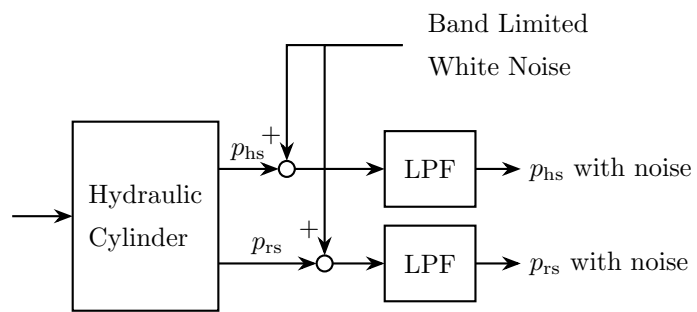 Band Limited
White Noise
+
p_hs
LPF
p_hs with noise
Hydraulic
Cylinder
+
p_rs
LPF
p_rs with noise